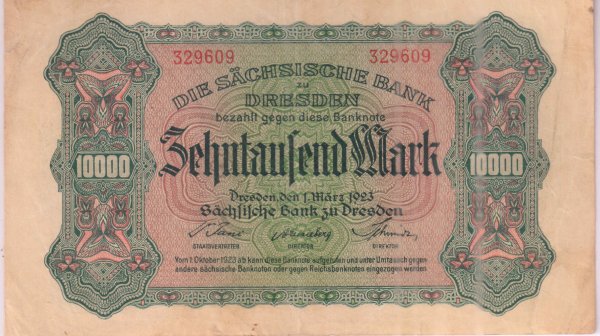 329609 329609
DIE SÄCHSISCHE BANK
zu
DRESDEN
bezahlt gegen diese Banknote
10000 Zehntausend Mark 10000
Dresden, den 1. März 1923
Sächsische Bank zu Dresden
STAATSVERTRETER DIREKTOR DIREKTOR
Vom 1. Oktober 1923 ab kann diese Banknote aufgerufen und unter Umtausch gegen
andere sächsische Banknoten oder gegen Reichsbanknoten eingezogen werden